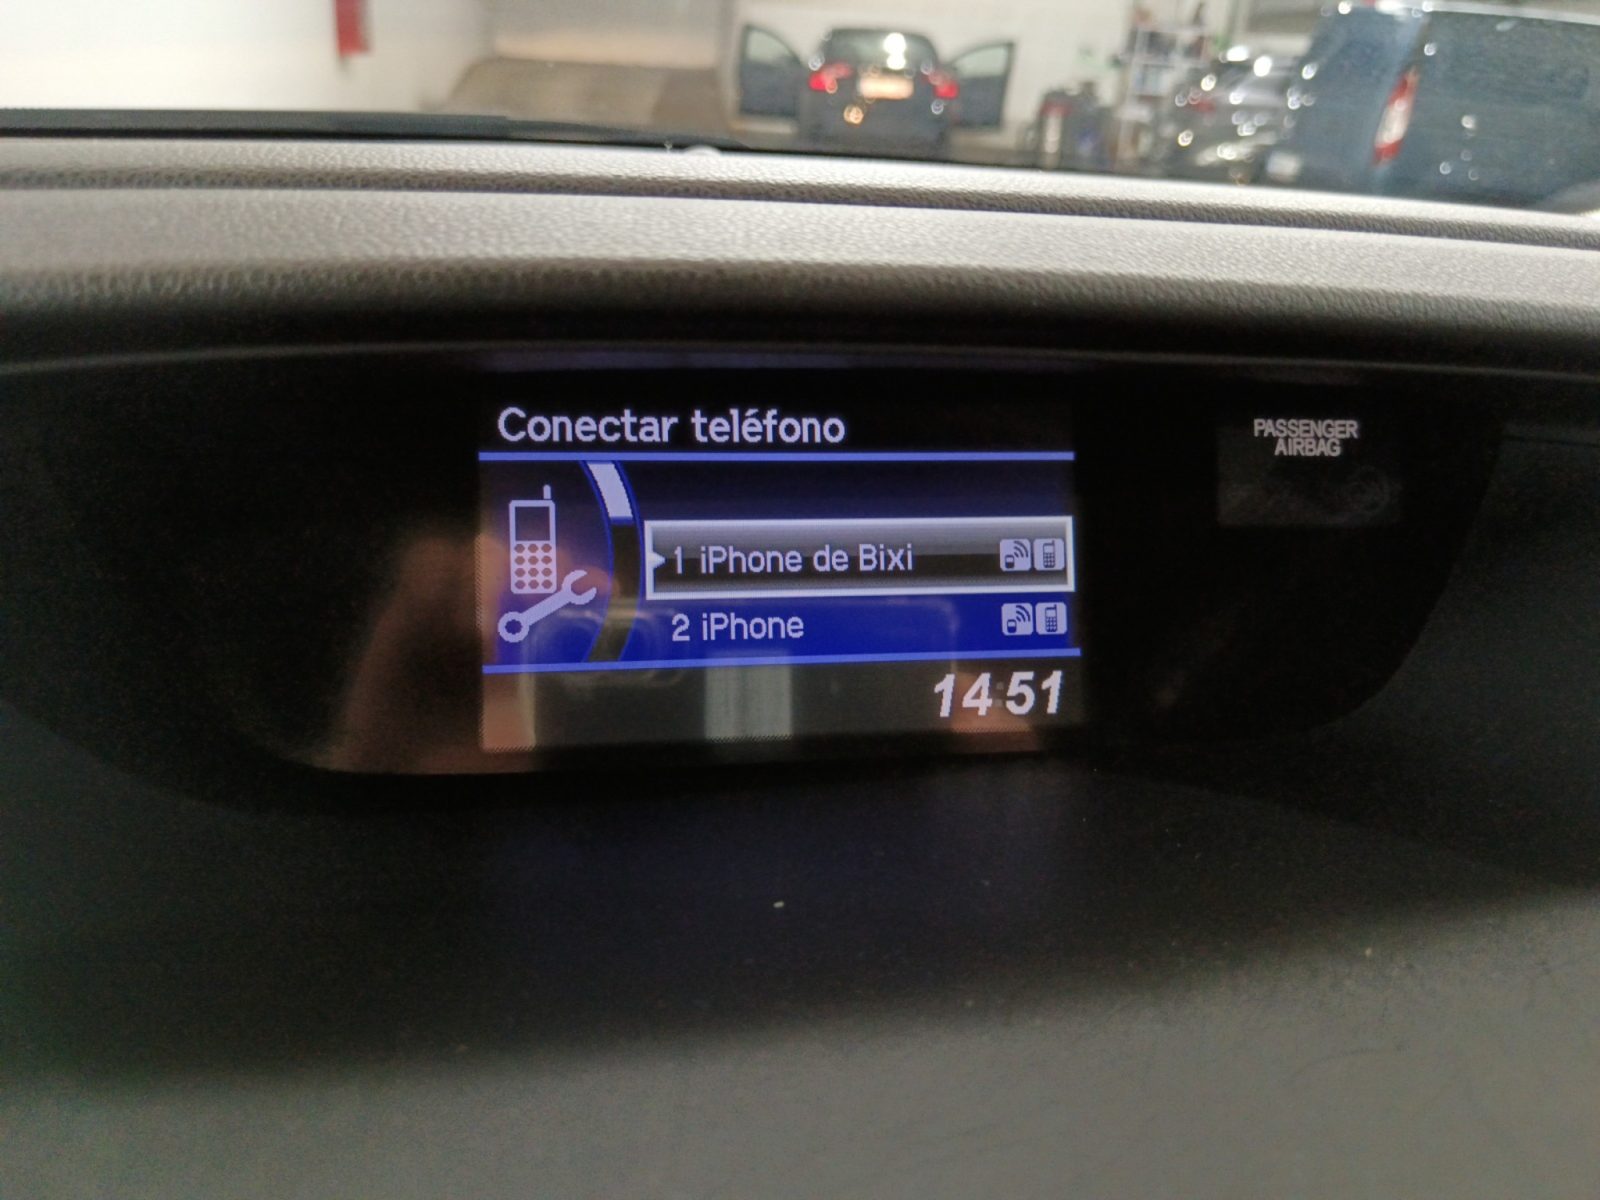 Conectar teléfono
1 iPhone de Bixi
2 iPhone
14:51
PASSENGER
AIRBAG